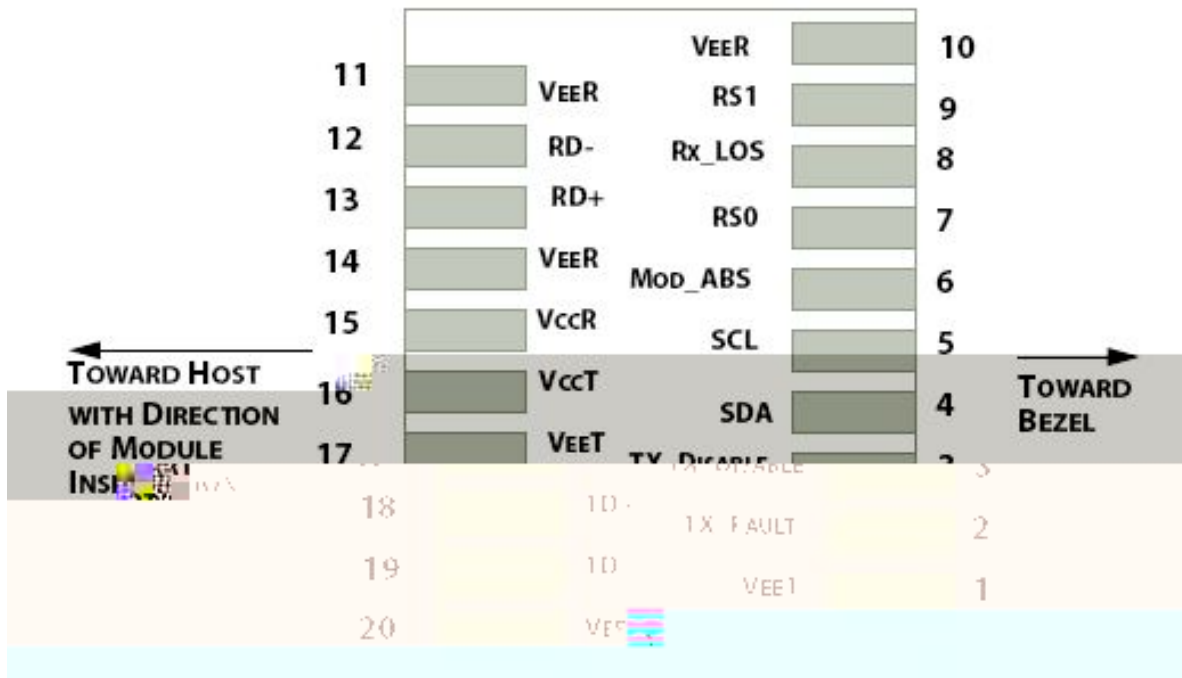 VEER
10
11
VEER
RS1
9
12
RD-
RX_LOS
8
13
RD+
RS0
7
14
VEER
MOD_ABS
6
15
VCCR
SCL
5
TOWARD HOST
WITH DIRECTION
OF MODULE
16
VCCT
SDA
4
TOWARD
BEZEL
17
VEET
TX_DISABLE
3
18
TX_FAULT
2
19
1
20